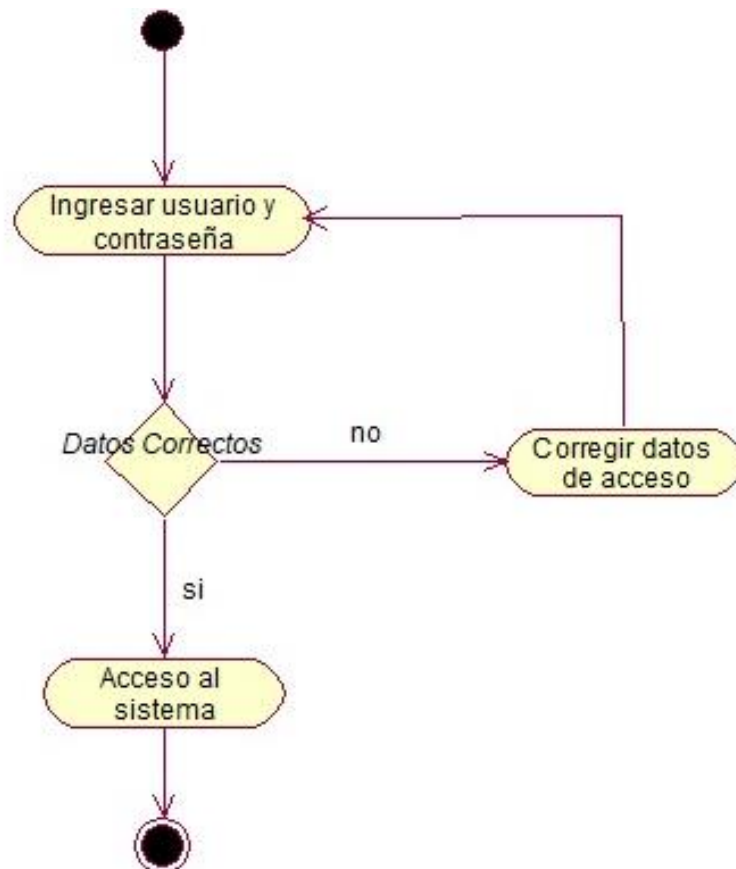 Ingresar usuario y
contraseña
Datos Correctos
no
Corregir datos
de acceso
si
Acceso al
sistema